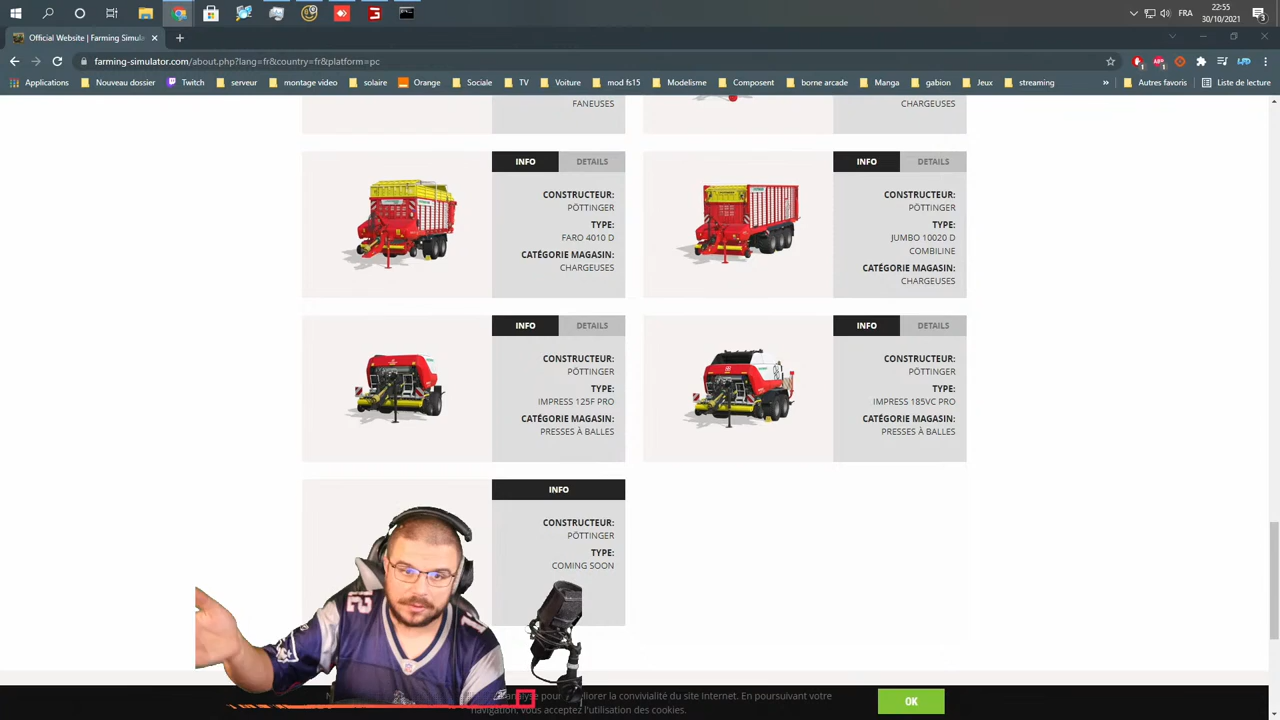 22:55
FRA
30/10/2021
Official Website | Farming Simula
farming-simulator.com/about.php?lang=fr&country=fr&platform=pc
Applications
Nouveau dossier
Twitch
serveur
montage video
solaire
Orange
Sociale
TV
Voiture
mod fs15
Modelisme
Composent
borne arcade
Manga
gabion
Jeux
streaming
Autres favoris
Liste de lecture
FANEUSES
CHARGEUSES
INFO
DETAILS
CONSTRUCTEUR:
PÖTTINGER
TYPE:
FARO 4010 D
CATÉGORIE MAGASIN:
CHARGEUSES
INFO
DETAILS
CONSTRUCTEUR:
PÖTTINGER
TYPE:
JUMBO 10020 D
COMBILINE
CATÉGORIE MAGASIN:
CHARGEUSES
INFO
DETAILS
CONSTRUCTEUR:
PÖTTINGER
TYPE:
IMPRESS 125F PRO
CATÉGORIE MAGASIN:
PRESSES À BALLES
INFO
DETAILS
CONSTRUCTEUR:
PÖTTINGER
TYPE:
IMPRESS 185VC PRO
CATÉGORIE MAGASIN:
PRESSES À BALLES
INFO
CONSTRUCTEUR:
PÖTTINGER
TYPE:
COMING SOON
12
pour améliorer la convivialité du site Internet. En poursuivant votre
navigation, vous acceptez l'utilisation des cookies.
OK